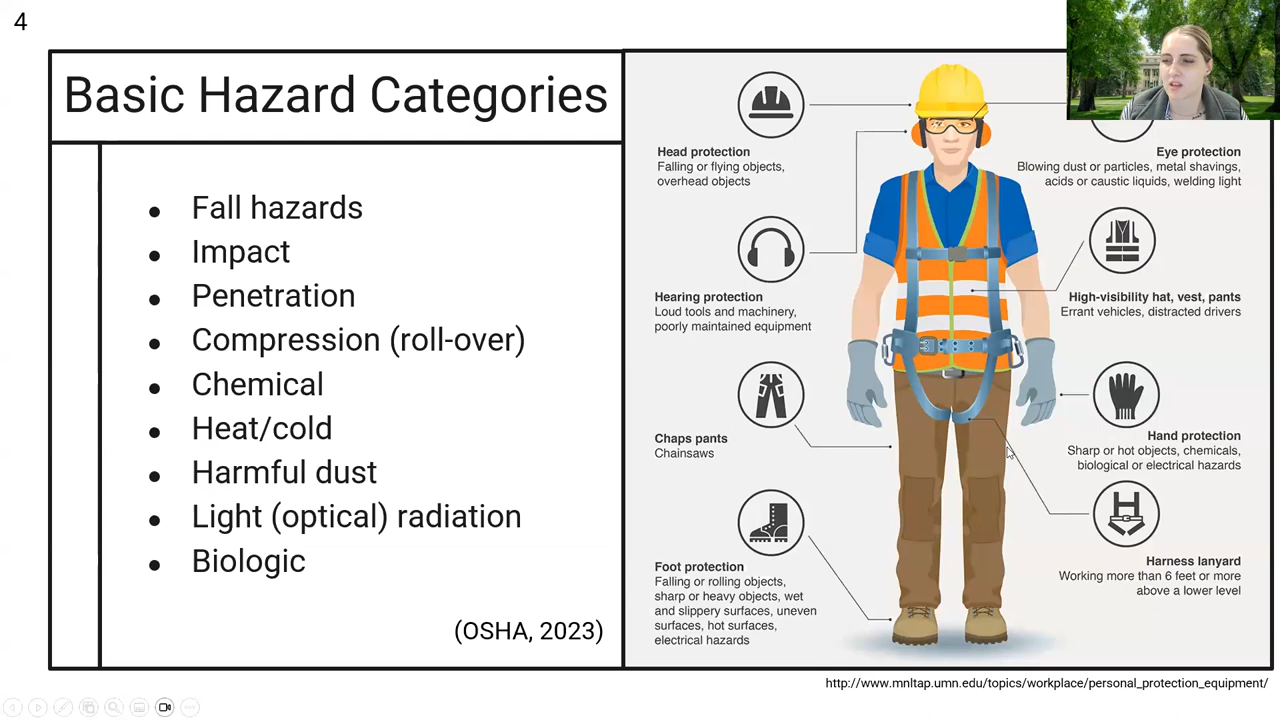 4
Basic Hazard Categories
Fall hazards
Impact
Penetration
Compression (roll-over)
Chemical
Heat/cold
Harmful dust
Light (optical) radiation
Biologic
(OSHA, 2023)
Head protection
Falling or flying objects,
overhead objects
Hearing protection
Loud tools and machinery,
poorly maintained equipment
Chaps pants
Chainsaws
Foot protection
Falling or rolling objects,
sharp or heavy objects, wet
and slippery surfaces, uneven
surfaces, hot surfaces,
electrical hazards
Eye protection
Blowing dust or particles, metal shavings,
acids or caustic liquids, welding light
High-visibility hat, vest, pants
Errant vehicles, distracted drivers
Hand protection
Sharp or hot objects, chemicals,
biological or electrical hazards
Harness lanyard
Working more than 6 feet or more
above a lower level
http://www.mnltap.umn.edu/topics/workplace/personal_protection_equipment/